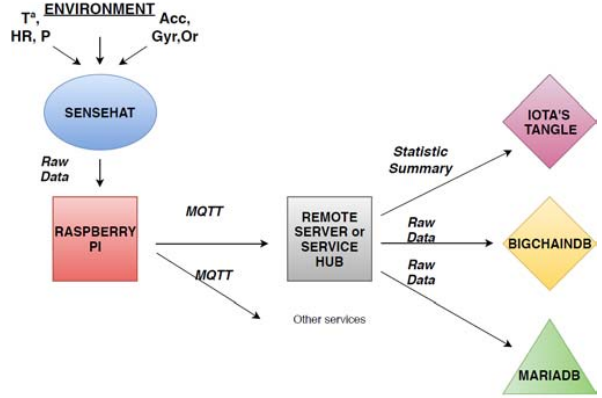 ENVIRONMENT
Tª,
HR, P
Acc,
Gyr,Or
SENSEHAT
Raw
Data
RASPBERRY
PI
MQTT
MQTT
REMOTE
SERVER or
SERVICE
HUB
Other services
Statistic
Summary
Raw
Data
Raw
Data
IOTA'S
TANGLE
BIGCHAINDB
MARIADB